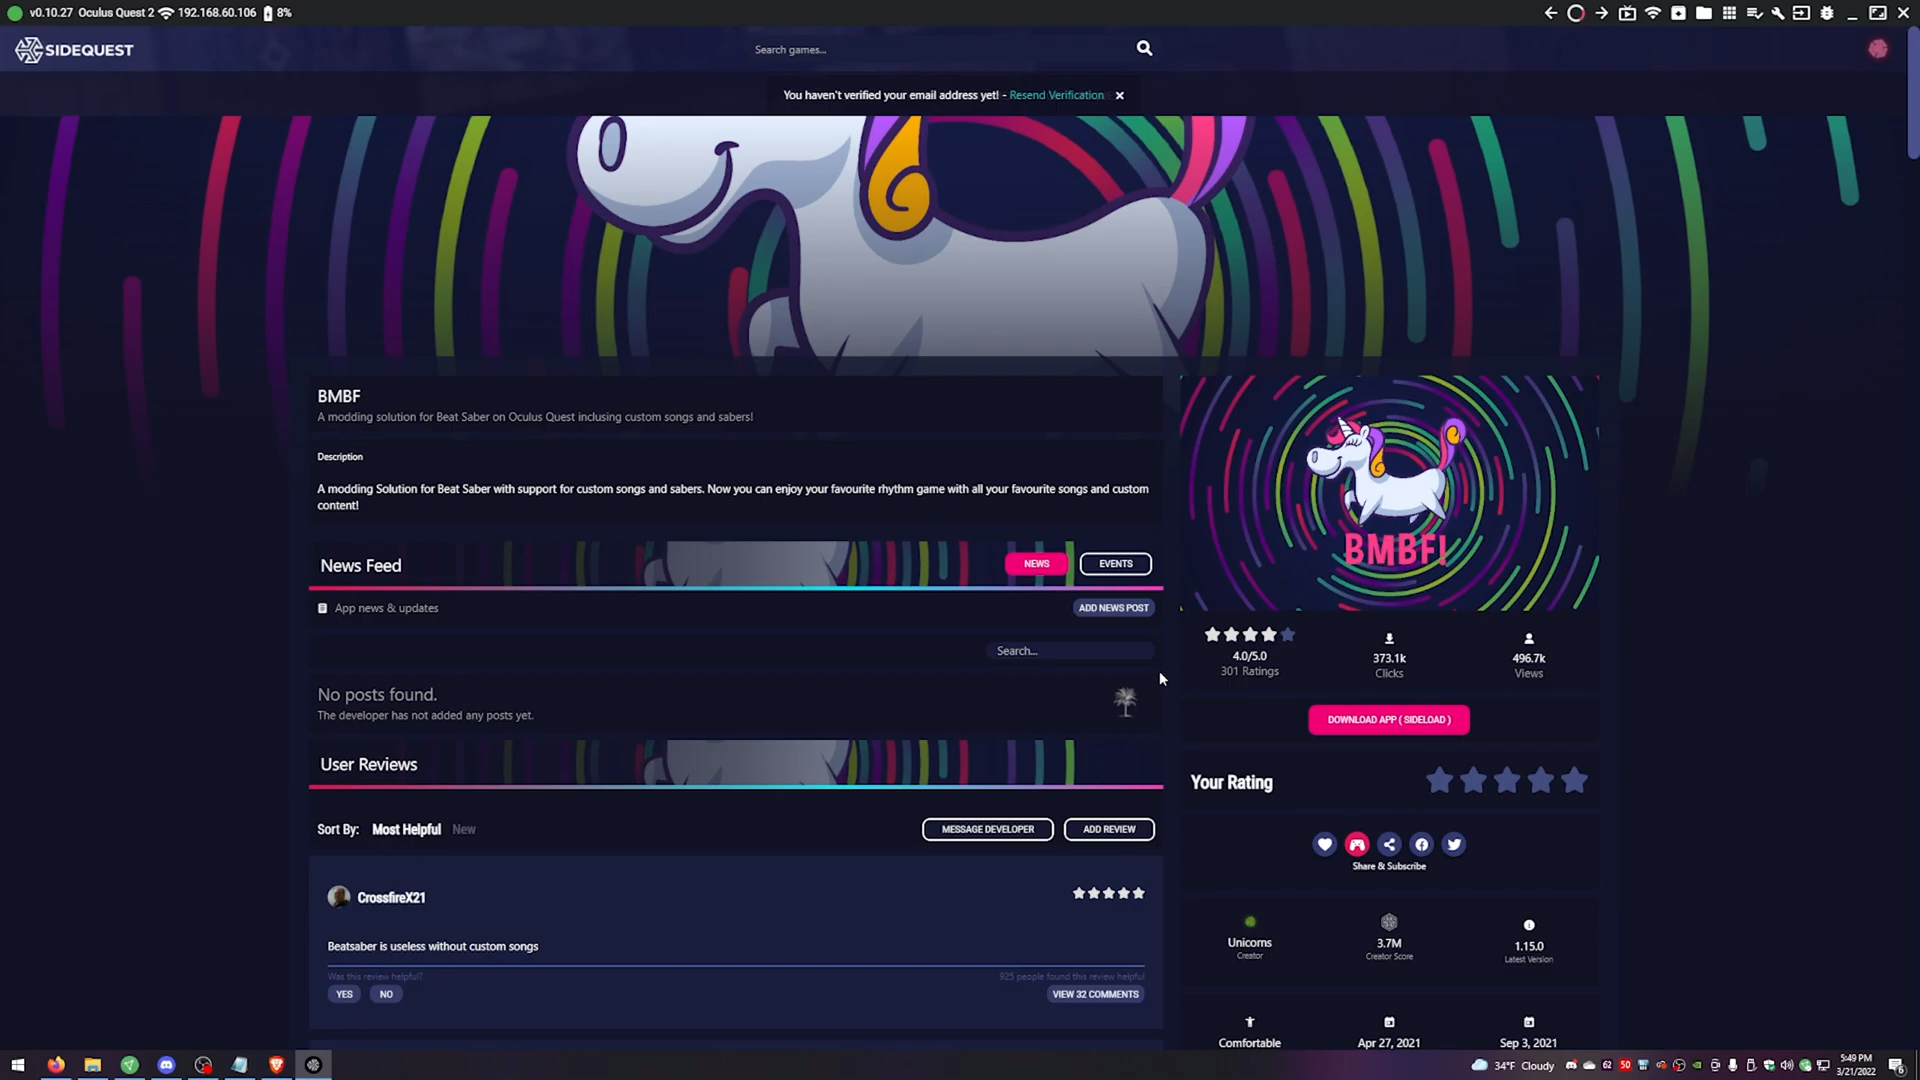 v0.10.27 Oculus Quest 2 192.168.60.106 8%
SIDEQUEST
Search games...
You haven't verified your email address yet! - Resend Verification
BMBF
A modding solution for Beat Saber on Oculus Quest inclusing custom songs and sabers!
Description
A modding Solution for Beat Saber with support for custom songs and sabers. Now you can enjoy your favourite rhythm game with all your favourite songs and custom
content!
News Feed
NEWS
EVENTS
App news & updates
ADD NEWS POST
Search...
No posts found.
The developer has not added any posts yet.
User Reviews
Sort By: Most Helpful New
MESSAGE DEVELOPER
ADD REVIEW
CrossfireX21
Beatsaber is useless without custom songs
Was this review helpful?
925 people found this review helpful
YES NO
VIEW 32 COMMENTS
BMBF!
4.0/5.0
301 Ratings
373.1k
Clicks
496.7k
Views
DOWNLOAD APP ( SIDELOAD )
Your Rating
Share & Subscribe
Unicorns
Creator
3.7M
Creator Score
1.15.0
Latest Version
Comfortable
Apr 27, 2021
Sep 3, 2021
34°F Cloudy
62
50
5:49 PM
3/21/2022
6